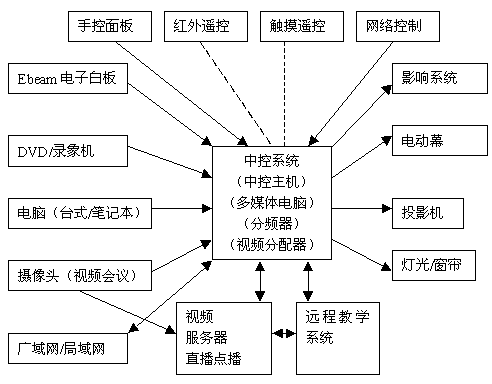 手控面板
红外遥控
触摸遥控
网络控制
Ebeam 电子白板
影响系统
DVD/录象机
电动幕
中控系统
（中控主机）
（多媒体电脑）
（分频器）
（视频分配器）
电脑（台式/笔记本）
投影机
摄像头（视频会议）
灯光/窗帘
广域网/局域网
视频
服务器
直播点播
远程教学
系统